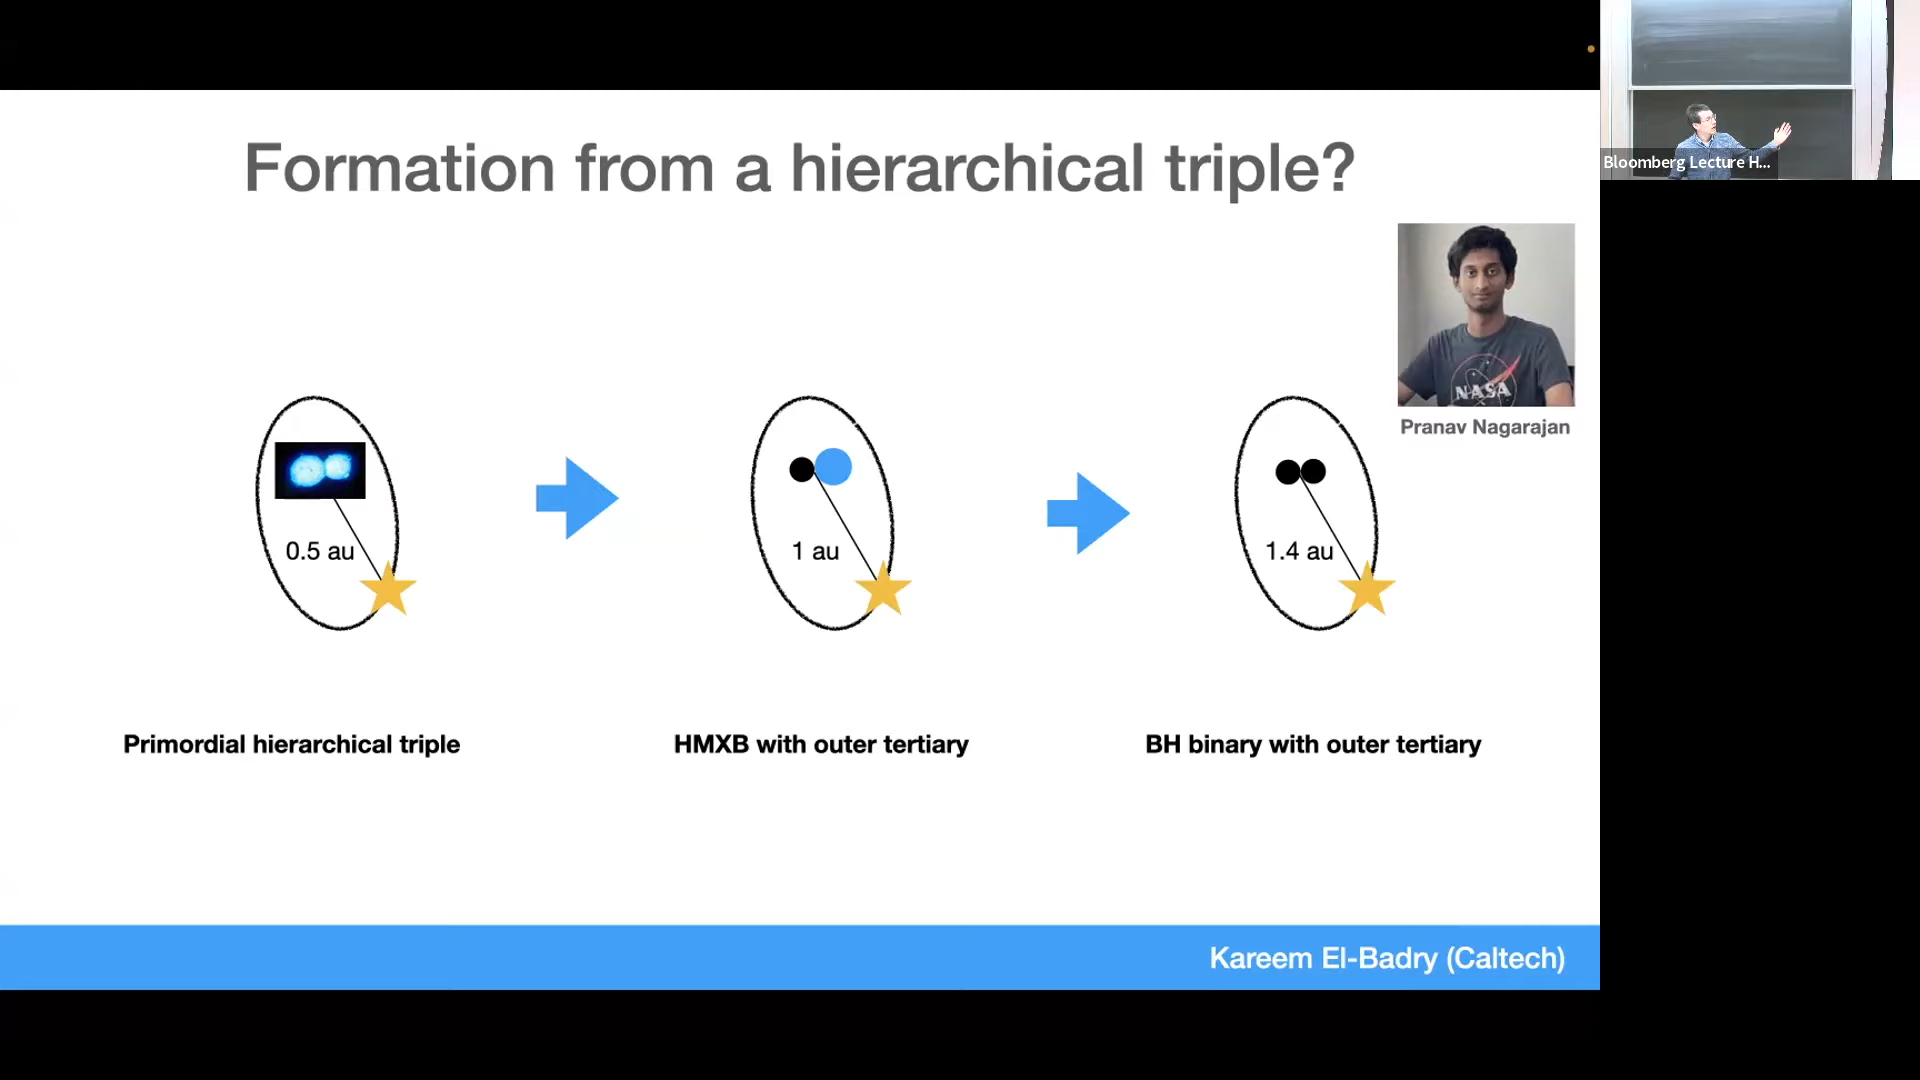 Formation from a hierarchical triple?
Bloomberg Lecture H...
NASA
Pranav Nagarajan
0.5 au
1 au
1.4 au
Primordial hierarchical triple
HMXB with outer tertiary
BH binary with outer tertiary
Kareem El-Badry (Caltech)